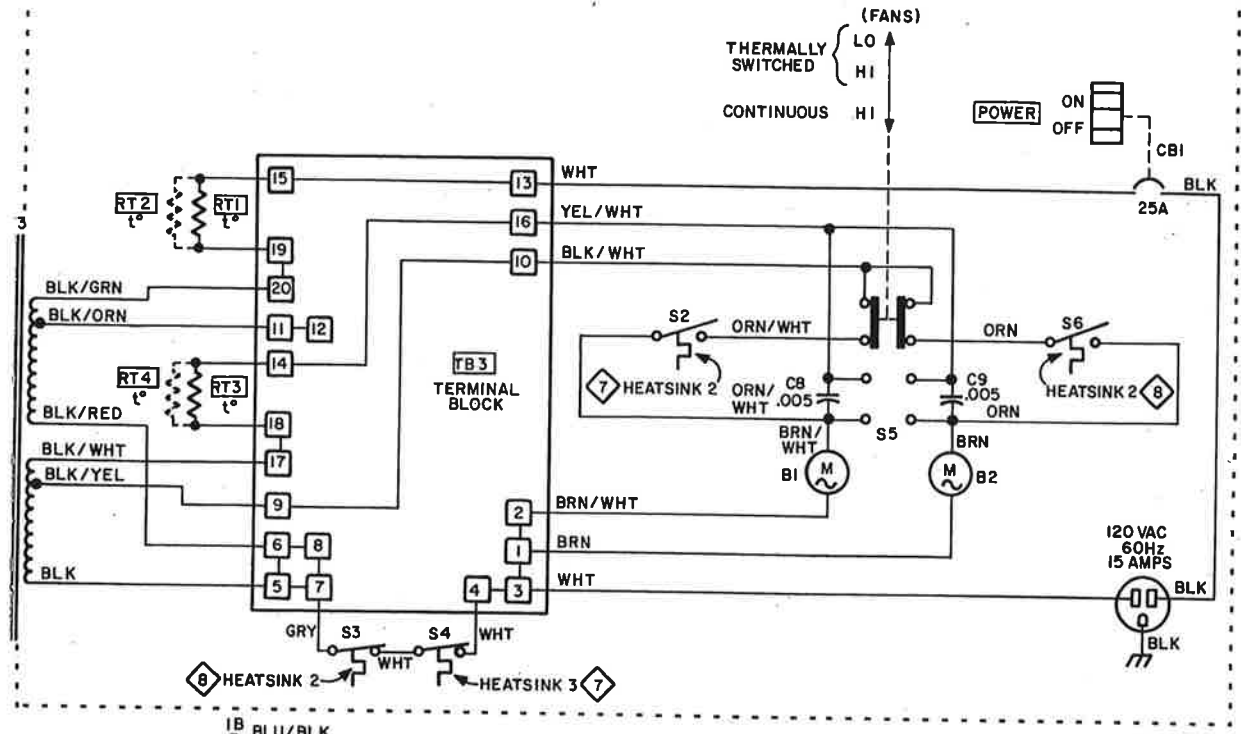 (FANS)
LO
THERMALLY
SWITCHED
HI
CONTINUOUS HI
POWER
ON
OFF
CB1
25A
BLK
15
13
WHT
RT2
t°
RT1
t°
16
YEL/WHT
3
19
10
BLK/WHT
20
BLK/GRN
BLK/ORN
11
12
S2
ORN/WHT
ORN
S6
14
TB3
TERMINAL
BLOCK
RT4
t°
RT3
t°
7
HEATSINK 2
ORN/
WHT
C8
.005
C9
.005
HEATSINK 2
8
ORN
BLK/RED
18
S5
BRN/
WHT
BRN
BLK/WHT
17
BLK/YEL
M
B1
M
B2
9
2
BRN/WHT
6
8
1
BRN
120 VAC
60Hz
15 AMPS
BLK
5
7
4
3
WHT
BLK
GRY
S3
WHT
S4
WHT
BLK
8
HEATSINK 2
HEATSINK 3
7
1B
BLU/BLK